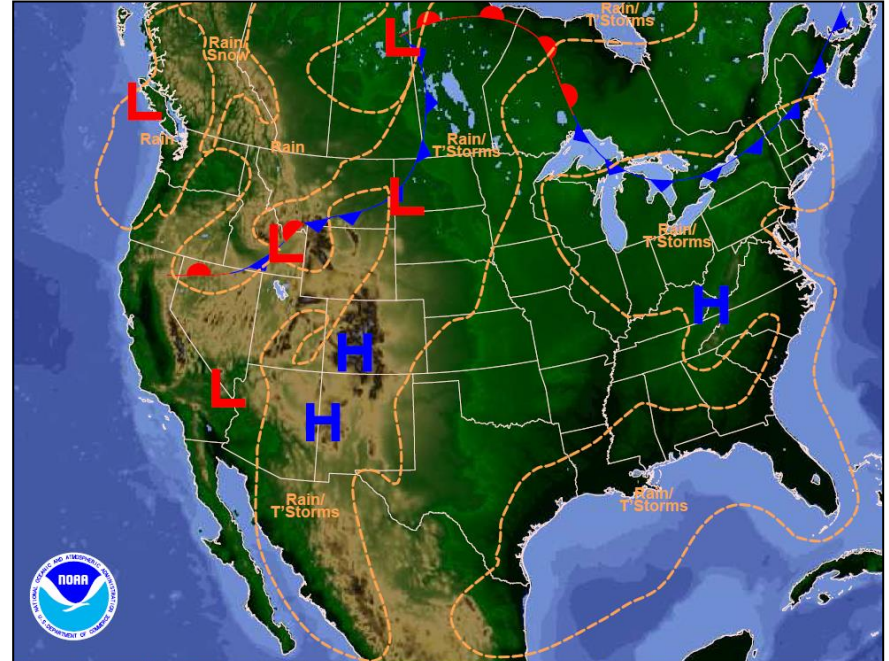 Rain/
T'Storms
L
Rain/
Snow
L
Rain
Rain
Rain/
T'Storms
L
L
Rain/
T'Storms
H
H
L
H
Rain/
T'Storms
Rain/
T'Storms
NATIONAL OCEANIC AND ATMOSPHERIC ADMINISTRATION
NOAA
U.S. DEPARTMENT OF COMMERCE